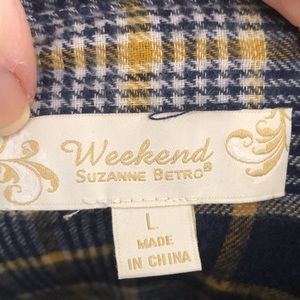 Weekend
SUZANNE BETRO®
L
MADE
IN CHINA